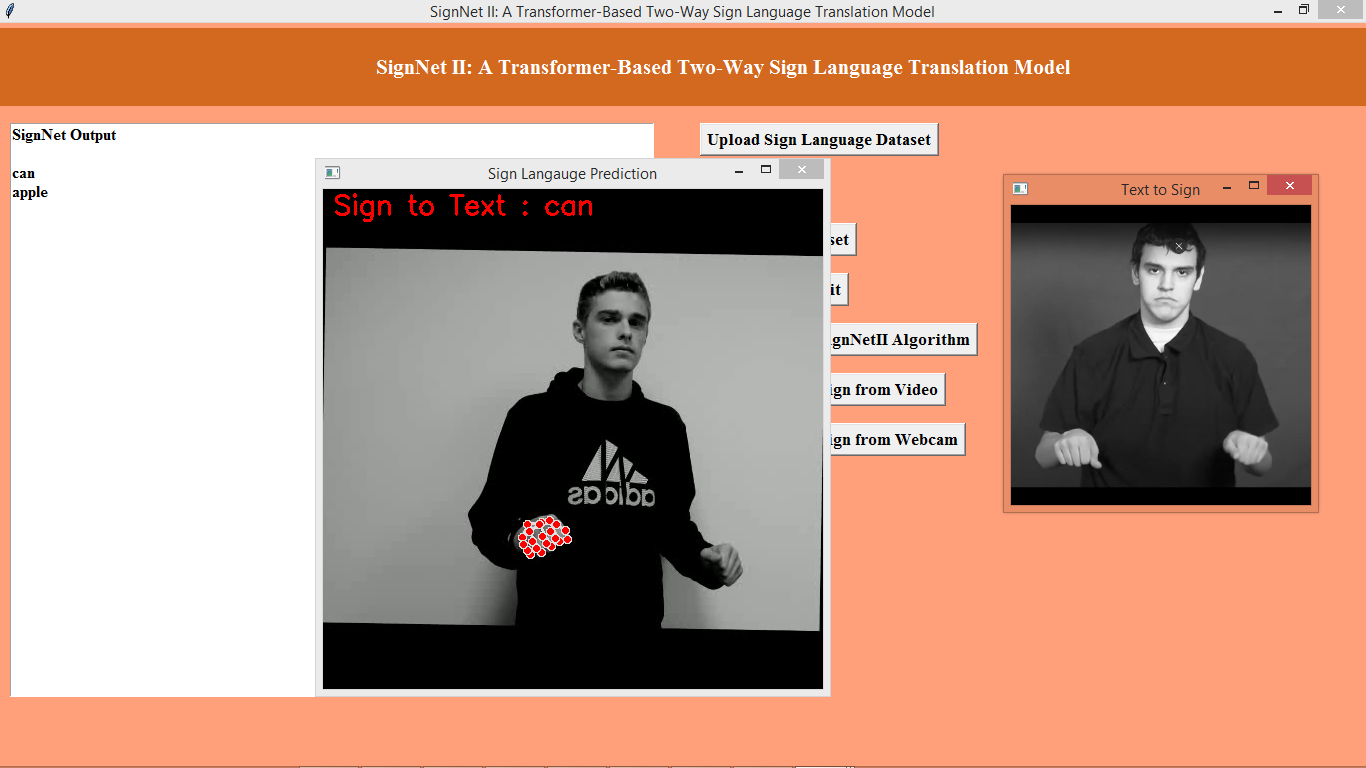 SignNet II: A Transformer-Based Two-Way Sign Language Translation Model
SignNet II: A Transformer-Based Two-Way Sign Language Translation Model
SignNet Output
can
apple
Upload Sign Language Dataset
set
it
ignNetII Algorithm
ign from Video
ign from Webcam
Sign Langauge Prediction
Sign to Text : can
adidas
Text to Sign